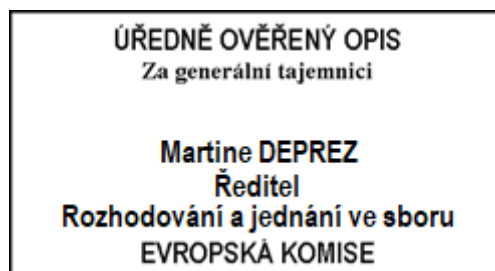 ÚŘEDNĚ OVĚŘENÝ OPIS
Za generální tajemnici
Martine DEPREZ
Ředitel
Rozhodování a jednání ve sboru
EVROPSKÁ KOMISE